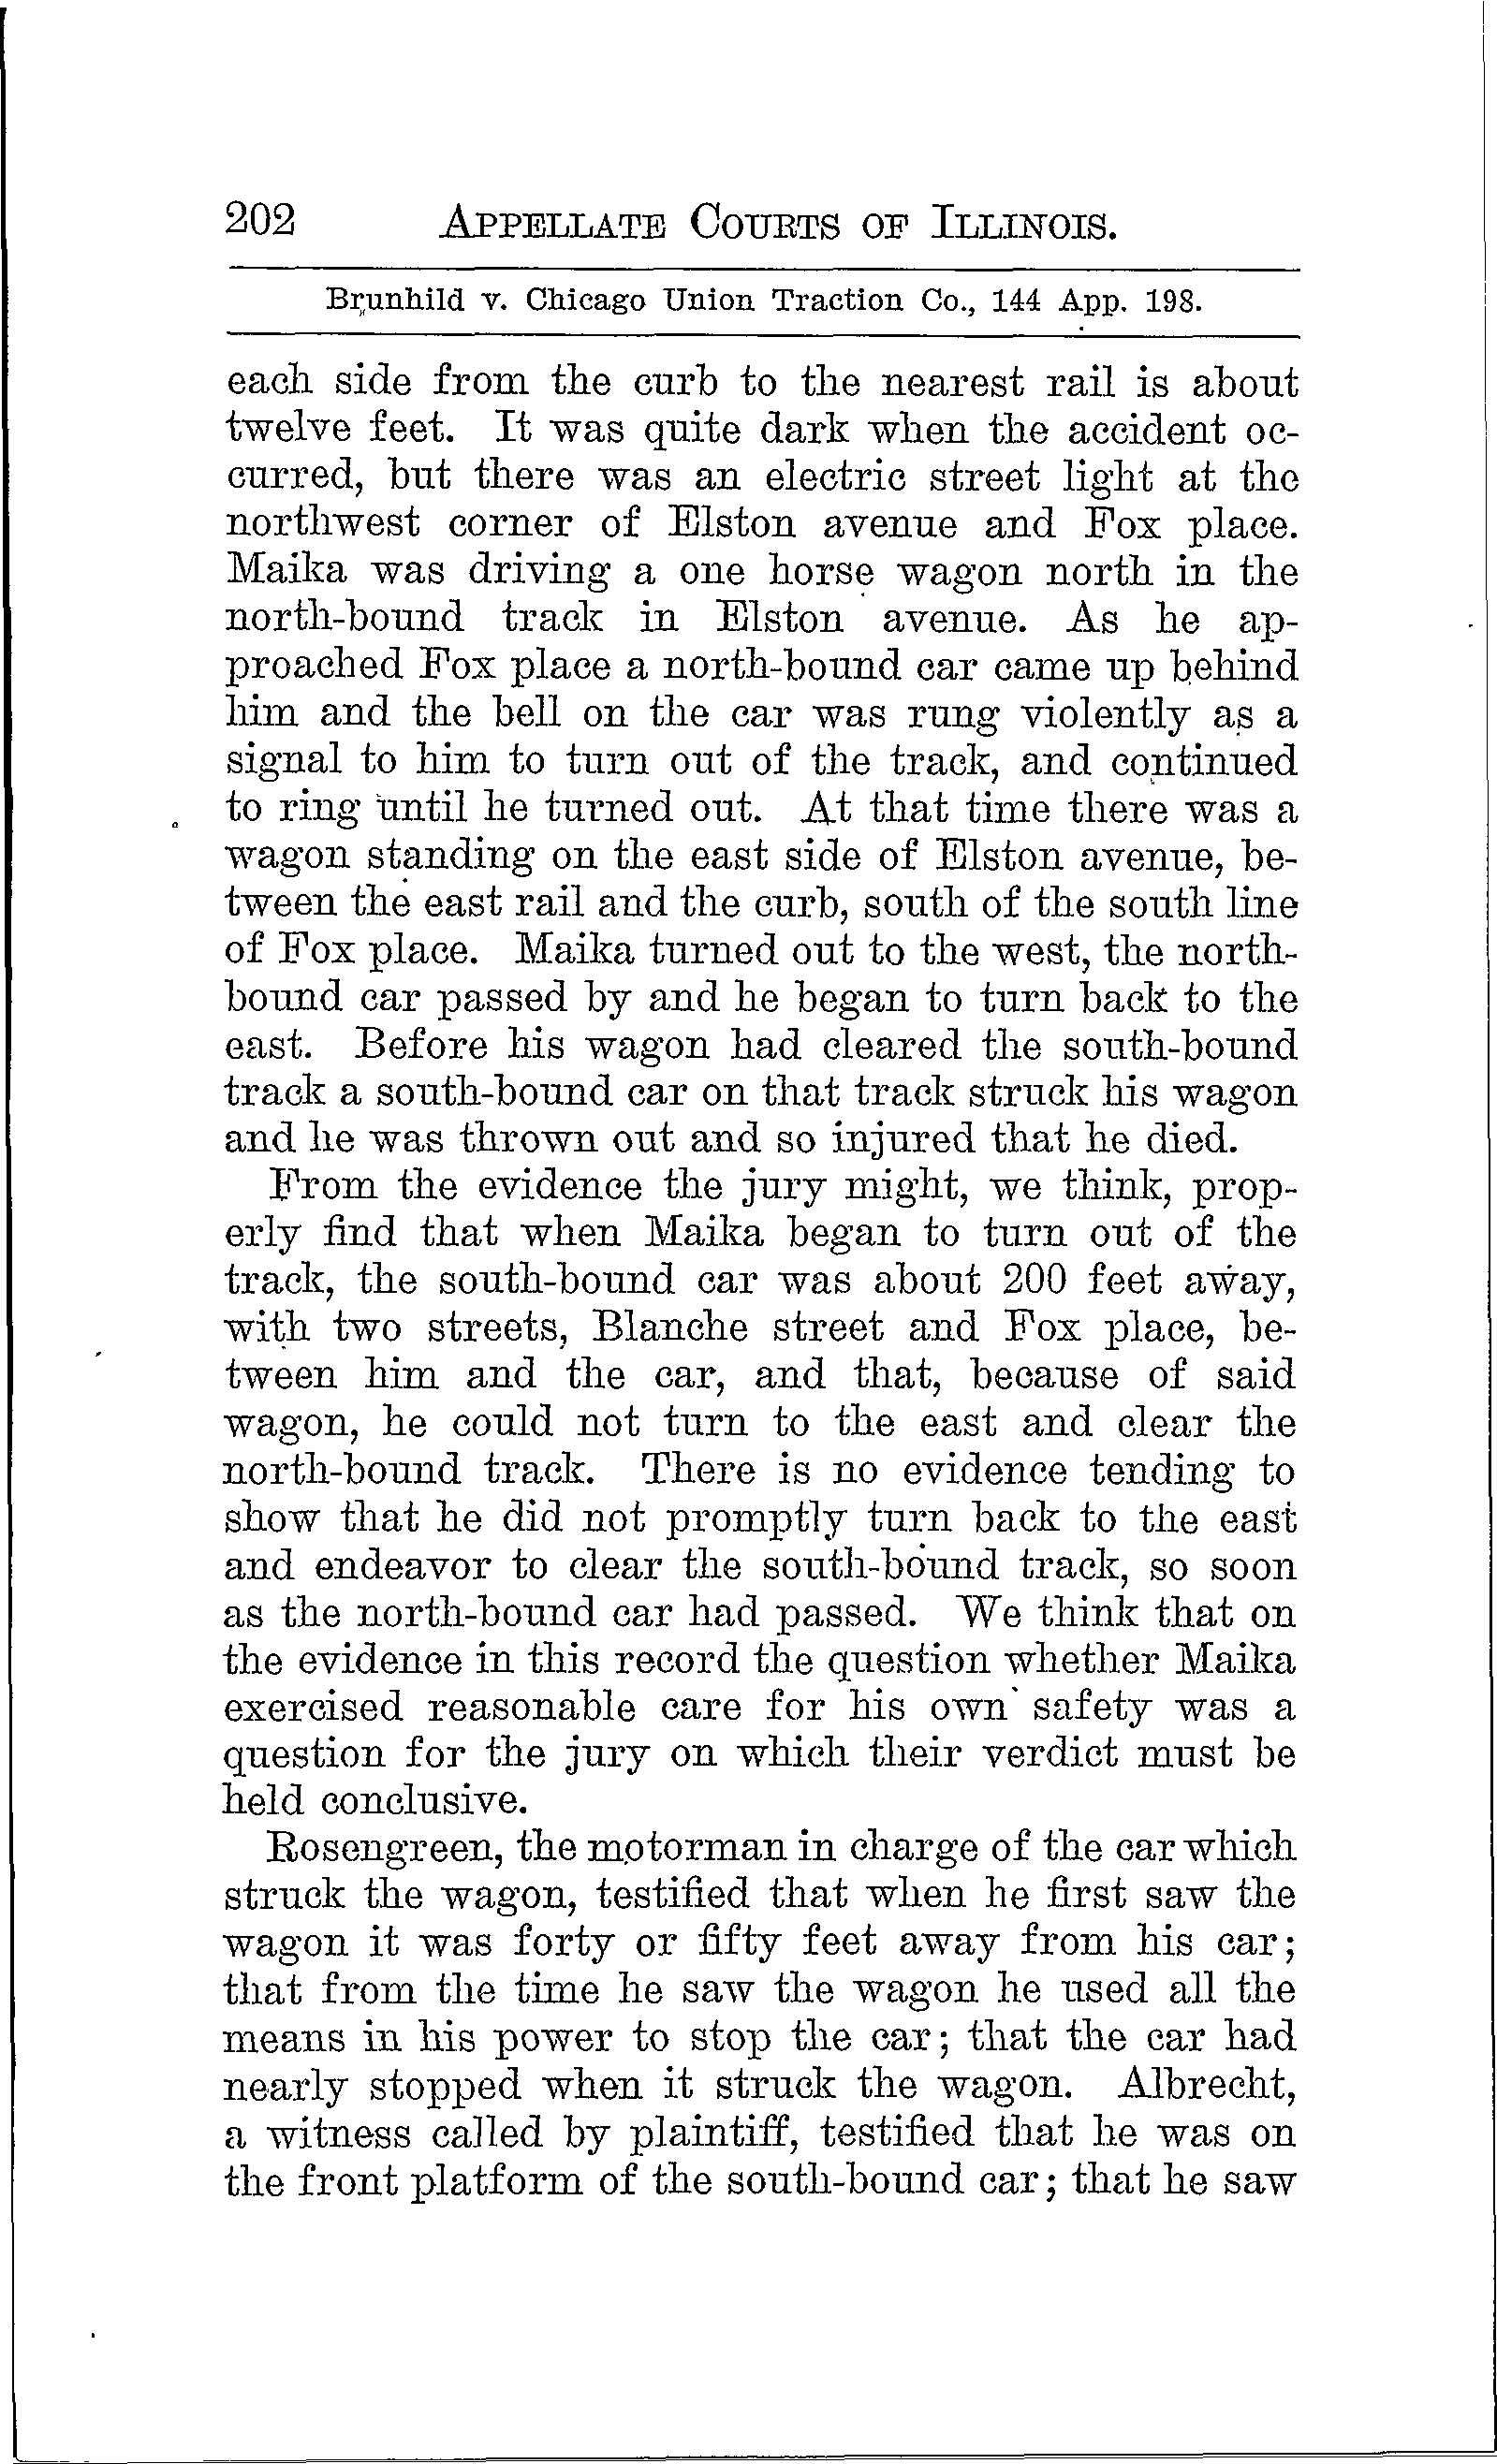 202 APPELLATE COURTS OF ILLINOIS.
Brunhild v. Chicago Union Traction Co., 144 App. 198.
each side from the curb to the nearest rail is about
twelve feet. It was quite dark when the accident oc-
curred, but there was an electric street light at the
northwest corner of Elston avenue and Fox place.
Maika was driving a one horse wagon north in the
north-bound track in Elston avenue. As he ap-
proached Fox place a north-bound car came up behind
him and the bell on the car was rung violently as a
signal to him to turn out of the track, and continued
to ring until he turned out. At that time there was a
wagon standing on the east side of Elston avenue, be-
tween the east rail and the curb, south of the south line
of Fox place. Maika turned out to the west, the north-
bound car passed by and he began to turn back to the
east. Before his wagon had cleared the south-bound
track a south-bound car on that track struck his wagon
and he was thrown out and so injured that he died.
From the evidence the jury might, we think, prop-
erly find that when Maika began to turn out of the
track, the south-bound car was about 200 feet away,
with two streets, Blanche street and Fox place, be-
tween him and the car, and that, because of said
wagon, he could not turn to the east and clear the
north-bound track. There is no evidence tending to
show that he did not promptly turn back to the east
and endeavor to clear the south-bound track, so soon
as the north-bound car had passed. We think that on
the evidence in this record the question whether Maika
exercised reasonable care for his own safety was a
question for the jury on which their verdict must be
held conclusive.
Rosengreen, the motorman in charge of the car which
struck the wagon, testified that when he first saw the
wagon it was forty or fifty feet away from his car;
that from the time he saw the wagon he used all the
means in his power to stop the car; that the car had
nearly stopped when it struck the wagon. Albrecht,
a witness called by plaintiff, testified that he was on
the front platform of the south-bound car; that he saw